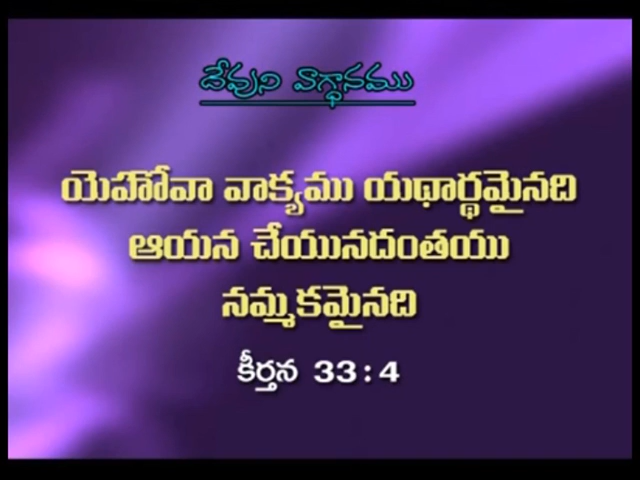 దేవుని వాగ్ధానము
యెహోవా వాక్యము యథార్థమైనది
ఆయన చేయునదంతయు
నమ్మకమైనది
కీర్తన 33:4